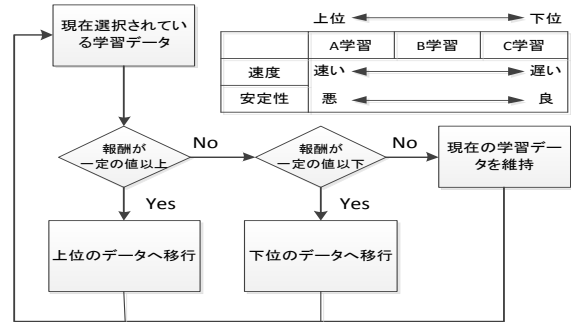 現在選択されてい
る学習データ
上位 下位
A学習 B学習 C学習
速度 速い 遅い
安定性 悪 良
報酬が
一定の値以上
No
報酬が
一定の値以下
No
現在の学習デー
タを維持
Yes
Yes
上位のデータへ移行
下位のデータへ移行